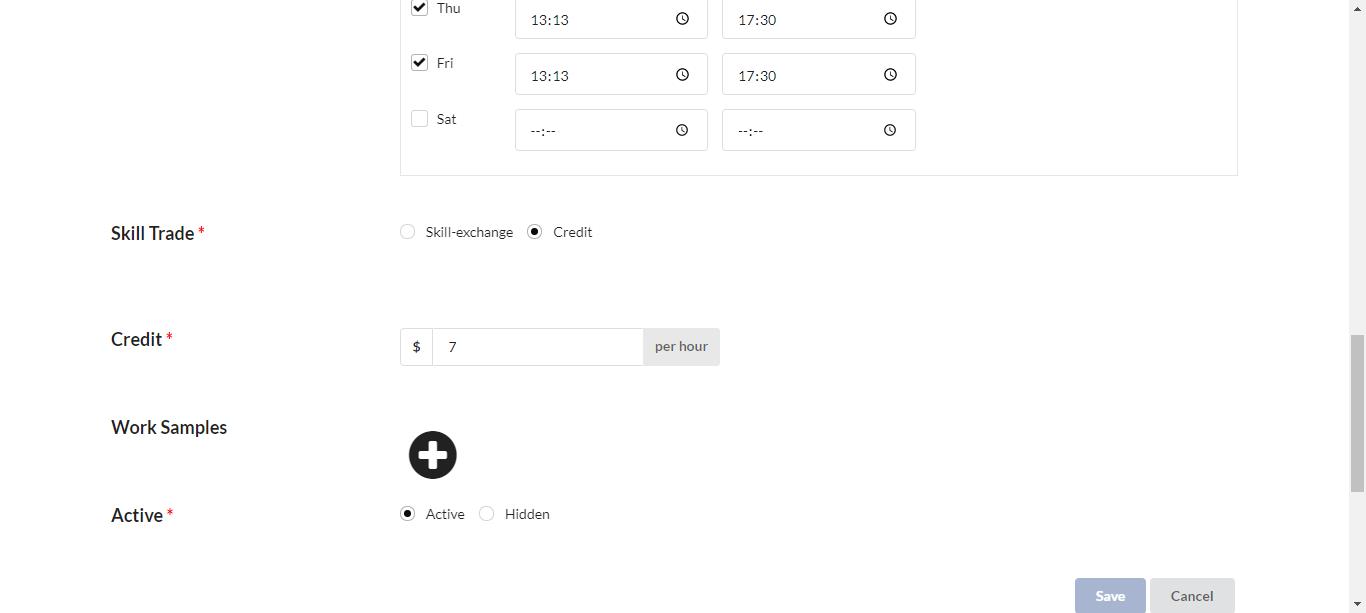 Thu 13:13 17:30
Fri 13:13 17:30
Sat --:-- --:--
Skill Trade * Skill-exchange Credit
Credit * $ 7 per hour
Work Samples
Active * Active Hidden
Save Cancel